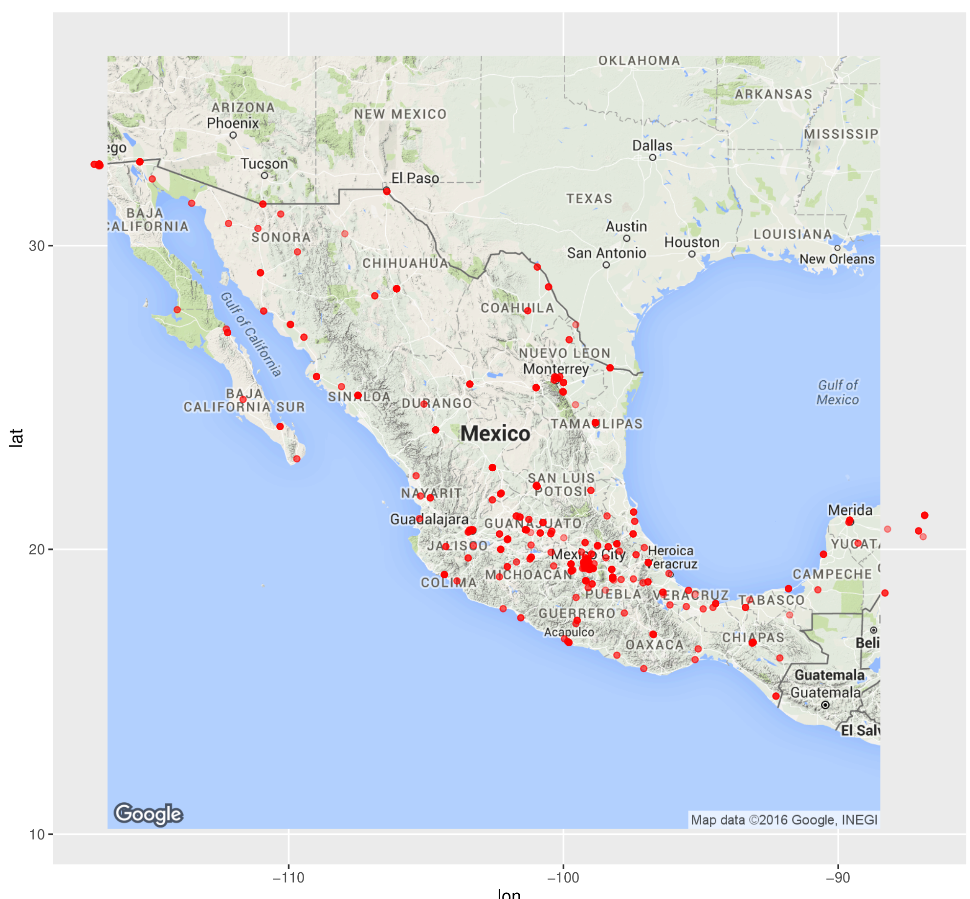 OKLAHOMA
ARKANSAS
ARIZONA
NEW MEXICO
Phoenix
MISSISSIP
ego
Dallas
Tucson
El Paso
TEXAS
BAJA
CALIFORNIA
SONORA
Austin
LOUISIANA
Houston
San Antonio
New Orleans
30
CHIHUAHUA
Gulf of California
COAHUILA
NUEVO LEON
Monterrey
Gulf of
Mexico
BAJA
CALIFORNIA SUR
SINALOA
DURANGO
TAMAULIPAS
lat
Mexico
SAN LUIS
POTOSI
NAYARIT
Merida
Guadalajara
GUANAJUATO
YUCATA
20
JALISCO
Mexico City
Heroica
Veracruz
COLIMA
MICHOACAN
CAMPECHE
PUEBLA
VERACRUZ
TABASCO
GUERRERO
Acapulco
OAXACA
CHIAPAS
Beli
Guatemala
Guatemala
El Salv
Google
Map data ©2016 Google, INEGI
10
−110
−100
−90
lon